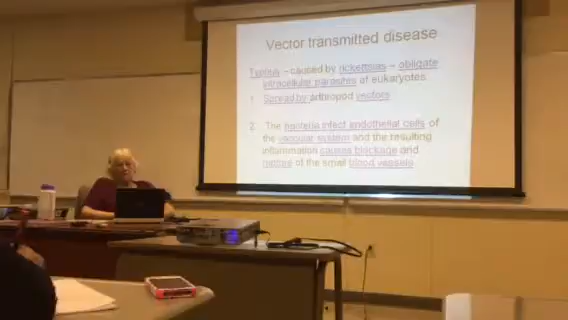 Vector transmitted disease
Typhus – caused by rickettsias – obligate
intracellular parasites of eukaryotes
1. Spread by arthropod vectors
2. The bacteria infect endothelial cells of
the vascular system and the resulting
inflammation causes blockage and
rupture of the small blood vessels